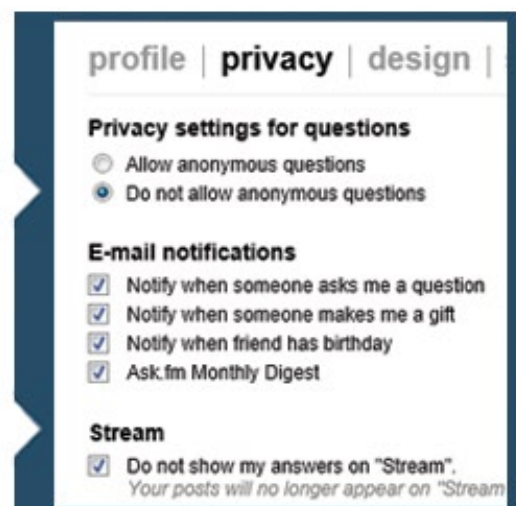 profile | privacy | design |
Privacy settings for questions
Allow anonymous questions
Do not allow anonymous questions
E-mail notifications
Notify when someone asks me a question
Notify when someone makes me a gift
Notify when friend has birthday
Ask.fm Monthly Digest
Stream
Do not show my answers on "Stream".
Your posts will no longer appear on "Stream